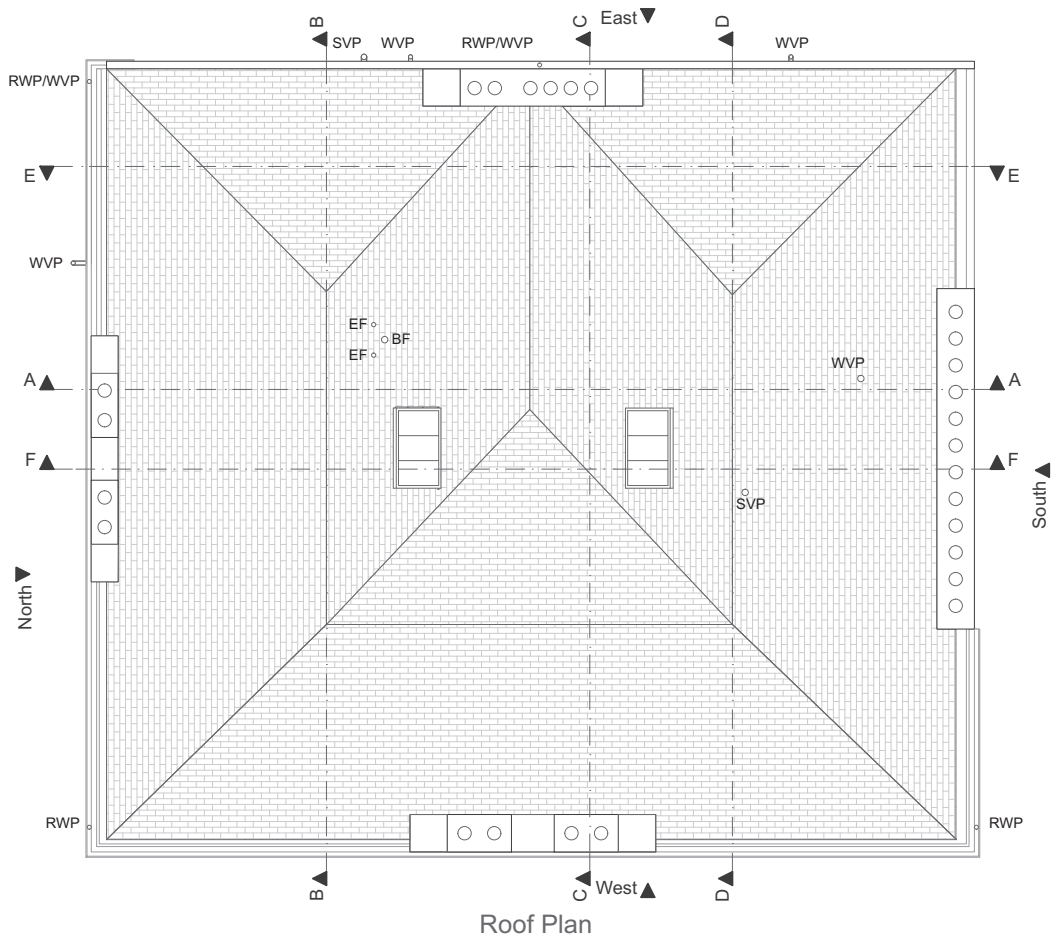 B
East
C
D
SVP
WVP
RWP/WVP
WVP
RWP/WVP
E
E
WVP
EF
BF
EF
WVP
A
A
F
F
SVP
South
North
RWP
RWP
B
C
West
D
Roof Plan